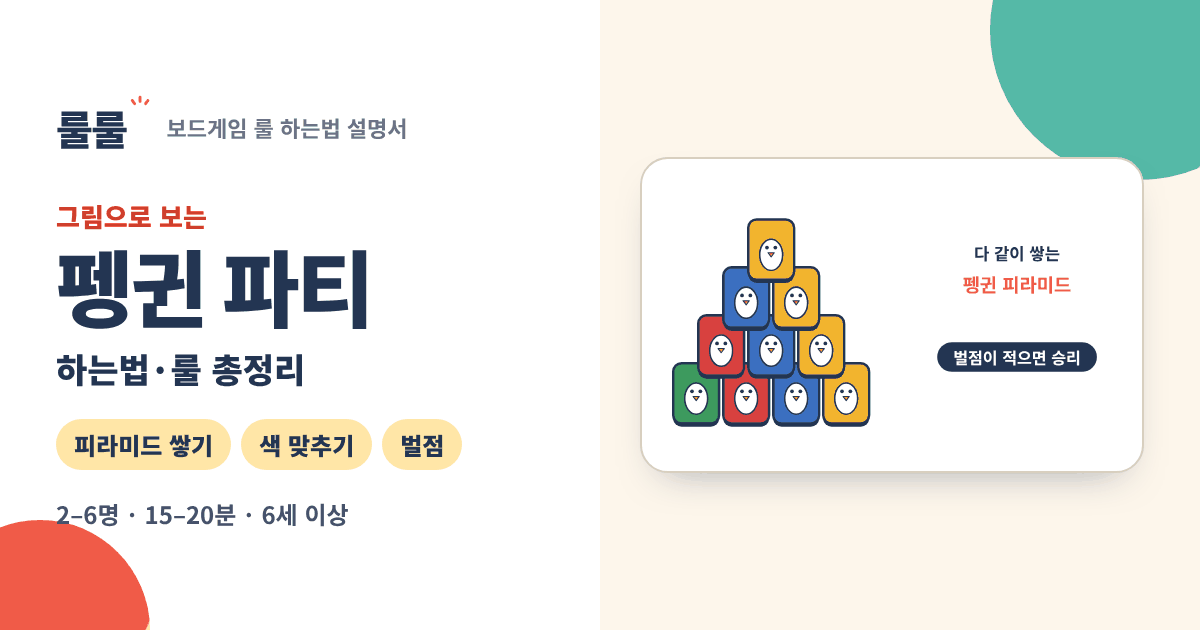 룰룰
보드게임 룰 하는법 설명서
그림으로 보는
펭귄 파티
하는법·룰 총정리
피라미드 쌓기
색 맞추기
벌점
2–6명 · 15–20분 · 6세 이상
다 같이 쌓는
펭귄 피라미드
벌점이 적으면 승리